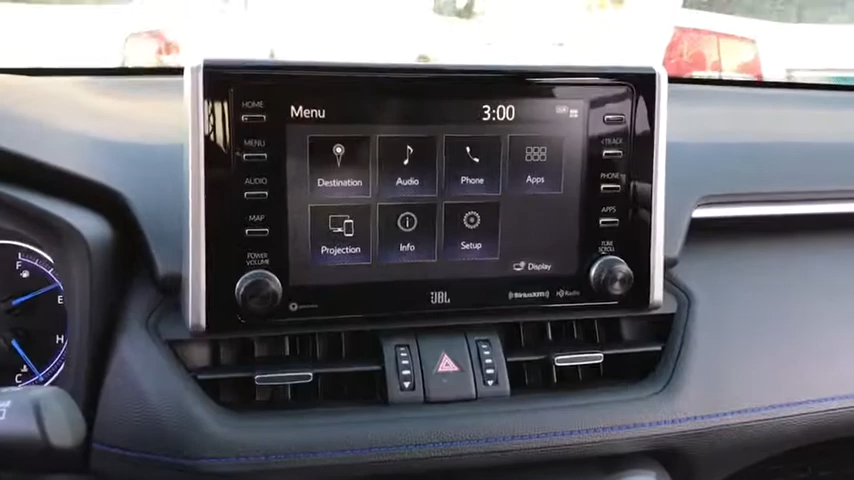 HOME
MENU
AUDIO
MAP
POWER
VOLUME
Menu 3:00
Destination Audio Phone Apps
Projection Info Setup
Display
TRACK
PHONE
APPS
TUNE
SCROLL
JBL
SiriusXM HD Radio
F
E
H
C